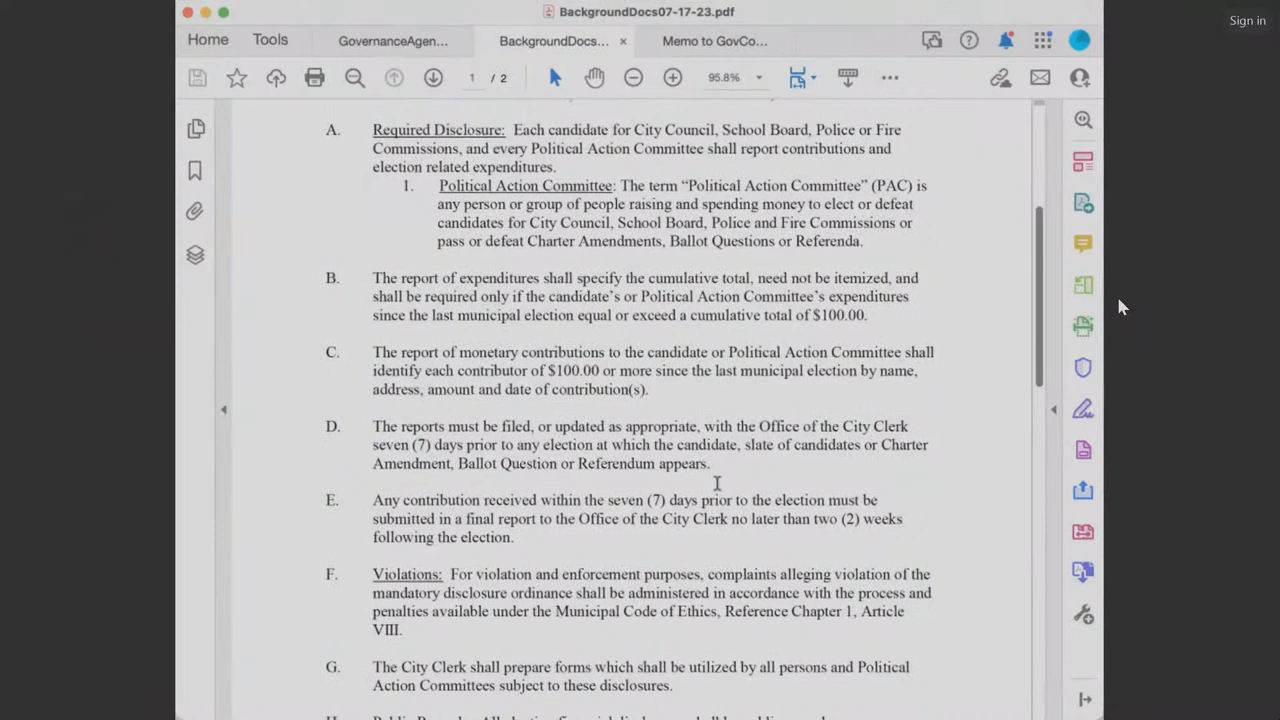 Sign in
BackgroundDocs07-17-23.pdf
Home Tools GovernanceAgen... BackgroundDocs... × Memo to GovCo...
1 / 2 95.8%
A. Required Disclosure: Each candidate for City Council, School Board, Police or Fire
Commissions, and every Political Action Committee shall report contributions and
election related expenditures.
1. Political Action Committee: The term “Political Action Committee” (PAC) is
any person or group of people raising and spending money to elect or defeat
candidates for City Council, School Board, Police and Fire Commissions or
pass or defeat Charter Amendments, Ballot Questions or Referenda.
B. The report of expenditures shall specify the cumulative total, need not be itemized, and
shall be required only if the candidate’s or Political Action Committee’s expenditures
since the last municipal election equal or exceed a cumulative total of $100.00.
C. The report of monetary contributions to the candidate or Political Action Committee shall
identify each contributor of $100.00 or more since the last municipal election by name,
address, amount and date of contribution(s).
D. The reports must be filed, or updated as appropriate, with the Office of the City Clerk
seven (7) days prior to any election at which the candidate, slate of candidates or Charter
Amendment, Ballot Question or Referendum appears.
E. Any contribution received within the seven (7) days prior to the election must be
submitted in a final report to the Office of the City Clerk no later than two (2) weeks
following the election.
F. Violations: For violation and enforcement purposes, complaints alleging violation of the
mandatory disclosure ordinance shall be administered in accordance with the process and
penalties available under the Municipal Code of Ethics, Reference Chapter 1, Article
VIII.
G. The City Clerk shall prepare forms which shall be utilized by all persons and Political
Action Committees subject to these disclosures.